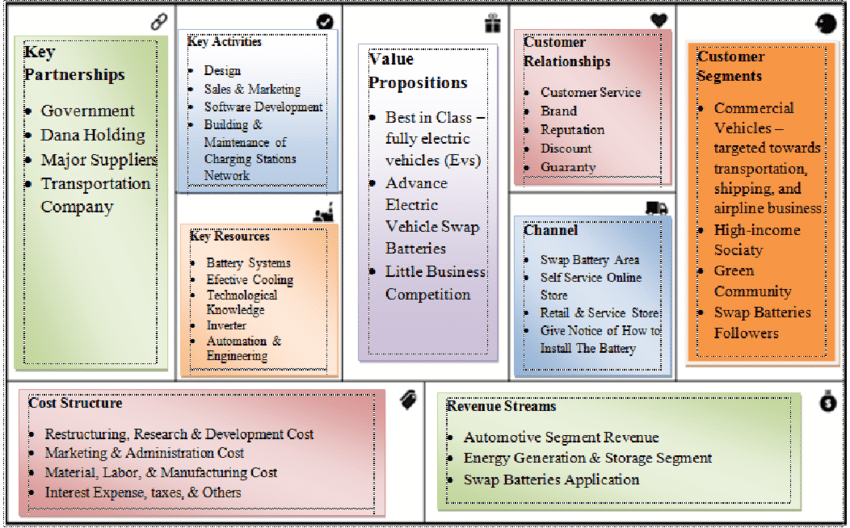 Key
Partnerships
• Government
• Dana Holding
• Major Suppliers
• Transportation
Company
Key Activities
• Design
• Sales & Marketing
• Software Development
• Building &
Maintenance of
Charging Stations
Network
Key Resources
• Battery Systems
• Efective Cooling
• Technological
Knowledge
• Inverter
• Automation &
Engineering
Value
Propositions
• Best in Class –
fully electric
vehicles (Evs)
• Advance
Electric
Vehicle Swap
Batteries
• Little Business
Competition
Customer
Relationships
• Customer Service
• Brand
• Reputation
• Discount
• Guaranty
Channel
• Swap Battery Area
• Self Service Online
Store
• Retail & Service Store
• Give Notice of How to
Install The Battery
Customer
Segments
• Commercial
Vehicles –
targeted towards
transportation,
shipping, and
airpline business
• High-income
Sociaty
• Green
Community
• Swap Batteries
Followers
Cost Structure
• Restructuring, Research & Development Cost
• Marketing & Administration Cost
• Material, Labor, & Manufacturing Cost
• Interest Expense, taxes, & Others
Revenue Streams
• Automotive Segment Revenue
• Energy Generation & Storage Segment
• Swap Batteries Application